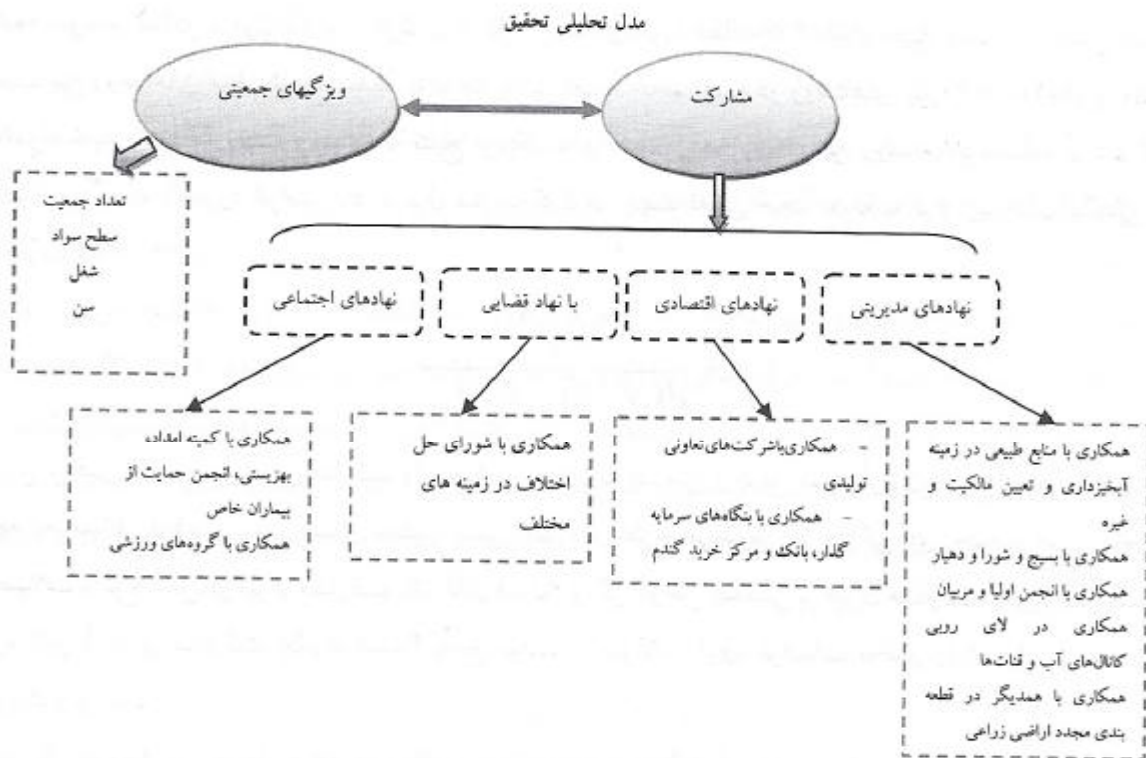 مدل تحلیلی تحقیق
مشارکت
ویژگیهای جمعیتی
تعداد جمعیت
سطح سواد
شغل
سن
نهادهای مدیریتی
نهادهای اقتصادی
با نهاد قضایی
نهادهای اجتماعی
همکاری با منابع طبیعی در زمینه
آبخیزداری و تعیین مالکیت و
غیره
همکاری با بسیج و شورا و دهیار
همکاری با انجمن اولیا و مربیان
همکاری در لای روبی
کانال‌های آب و قنات‌ها
همکاری با همدیگر در قطعه
بندی مجدد اراضی زراعی
- همکاری باشرکت‌های تعاونی
تولیدی
- همکاری با بنگاه‌های سرمایه
گذار، بانک و مرکز خرید گندم
همکاری با شورای حل
اختلاف در زمینه های
مختلف
همکاری با کمیته امداد،
بهزیستی، انجمن حمایت از
بیماران خاص
همکاری با گروه‌های ورزشی